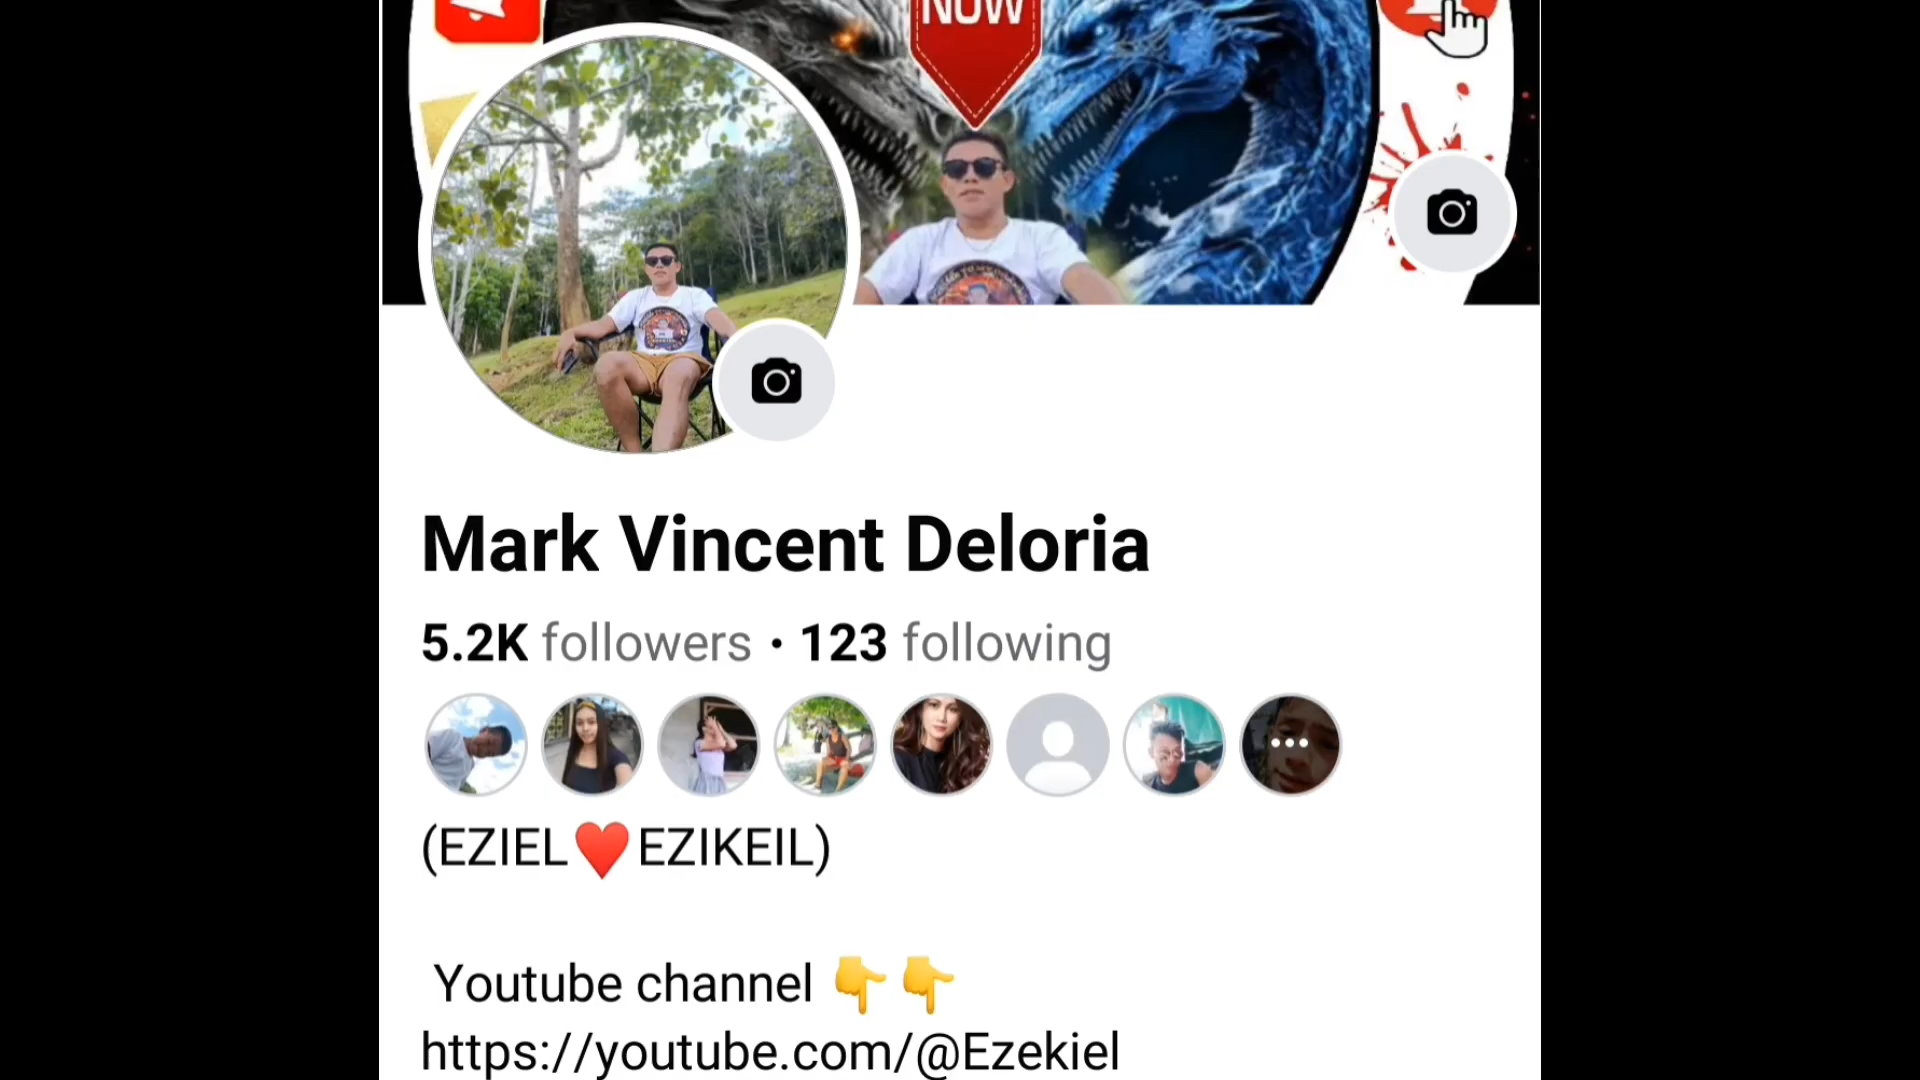 NOW
Mark Vincent Deloria
5.2K followers • 123 following
(EZIEL❤️EZIKEIL)
Youtube channel 👇👇
https://youtube.com/@Ezekiel